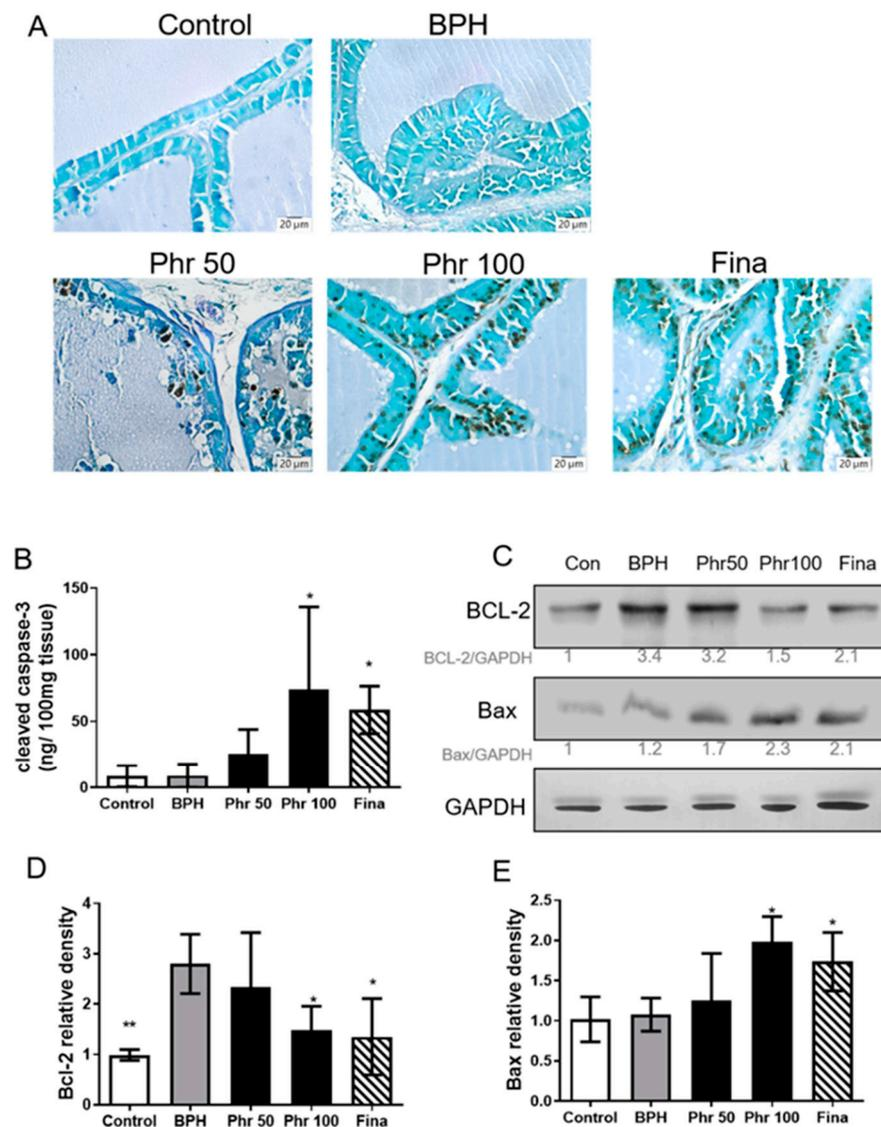 A
Control
BPH
20 µm
20 µm
Phr 50
Phr 100
Fina
20 µm
20 µm
20 µm
B
cleaved caspase-3
(ng/ 100mg tissue)
150
100
50
0
*
*
Control
BPH
Phr 50
Phr 100
Fina
C
Con BPH Phr50 Phr100 Fina
BCL-2
BCL-2/GAPDH 1 3.4 3.2 1.5 2.1
Bax
Bax/GAPDH 1 1.2 1.7 2.3 2.1
GAPDH
D
Bcl-2 relative density
4
3
2
1
0
**
*
*
Control
BPH
Phr 50
Phr 100
Fina
E
Bax relative density
2.5
2.0
1.5
1.0
0.5
0.0
*
*
Control
BPH
Phr 50
Phr 100
Fina